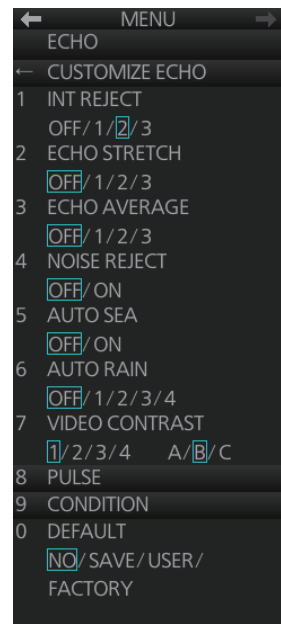 ← MENU →
ECHO
← CUSTOMIZE ECHO
1 INT REJECT
OFF/1/2/3
2 ECHO STRETCH
OFF/1/2/3
3 ECHO AVERAGE
OFF/1/2/3
4 NOISE REJECT
OFF/ON
5 AUTO SEA
OFF/ON
6 AUTO RAIN
OFF/1/2/3/4
7 VIDEO CONTRAST
1/2/3/4 A/B/C
8 PULSE
9 CONDITION
0 DEFAULT
NO/SAVE/USER/
FACTORY